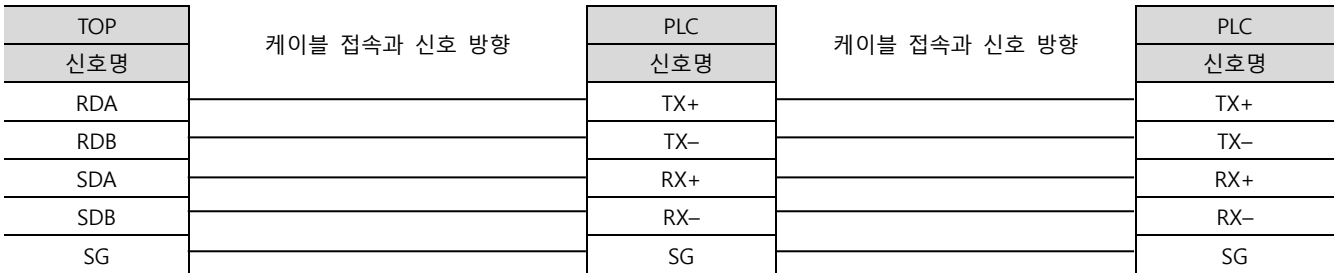 TOP 케이블 접속과 신호 방향 PLC 케이블 접속과 신호 방향 PLC
신호명 신호명 신호명
RDA TX+ TX+
RDB TX– TX–
SDA RX+ RX+
SDB RX– RX–
SG SG SG